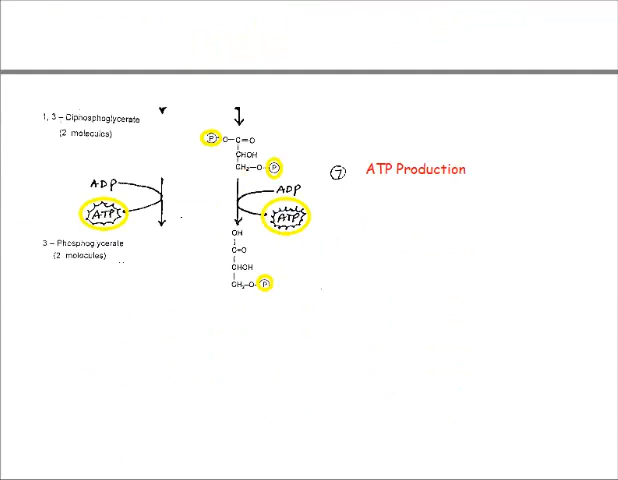 1, 3 – Diphosphoglycerate
(2 molecules)
P O–C=O
CHOH
CH₂–O–P
7 ATP Production
ADP ADP
ATP ATP
3 – Phosphoglycerate
(2 molecules)
OH
C=O
CHOH
CH₂–O–P